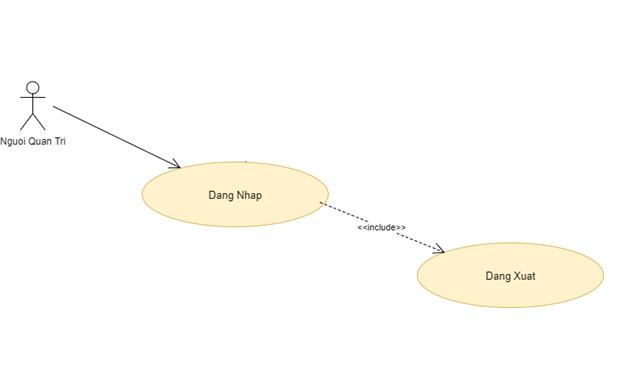 Nguoi Quan Tri
Dang Nhap
<<include>>
Dang Xuat